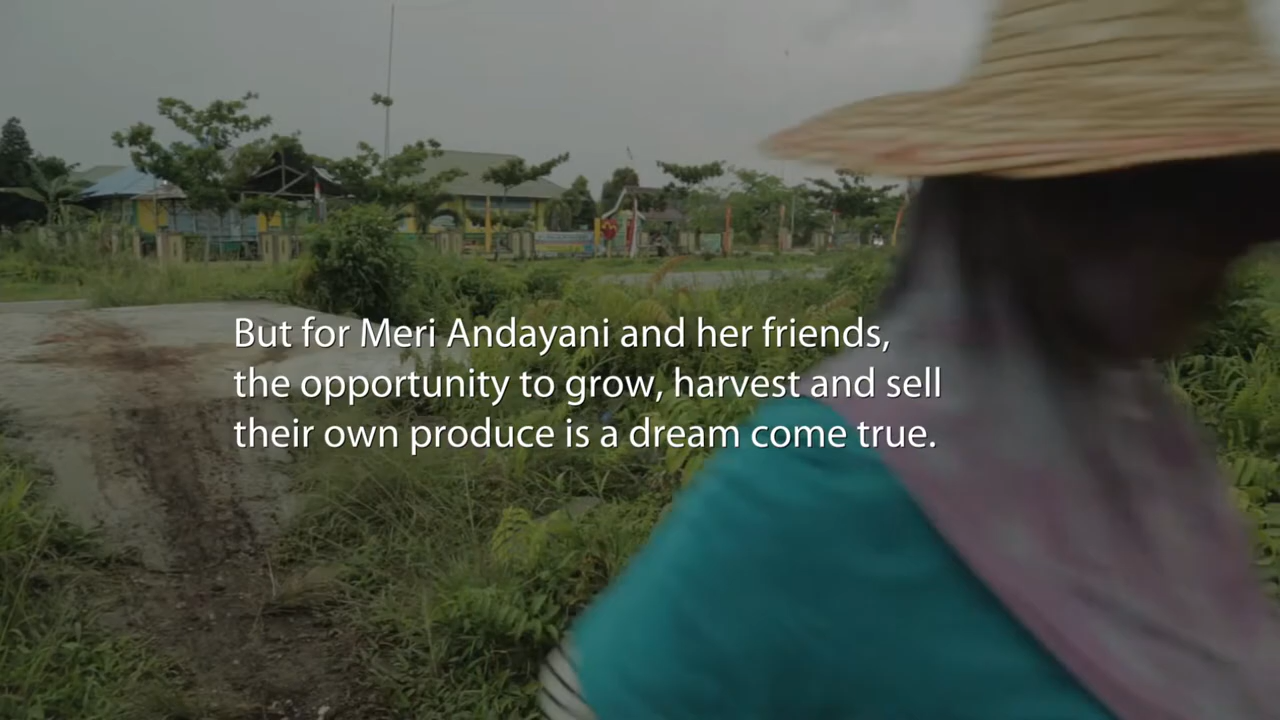 But for Meri Andayani and her friends,
the opportunity to grow, harvest and sell
their own produce is a dream come true.